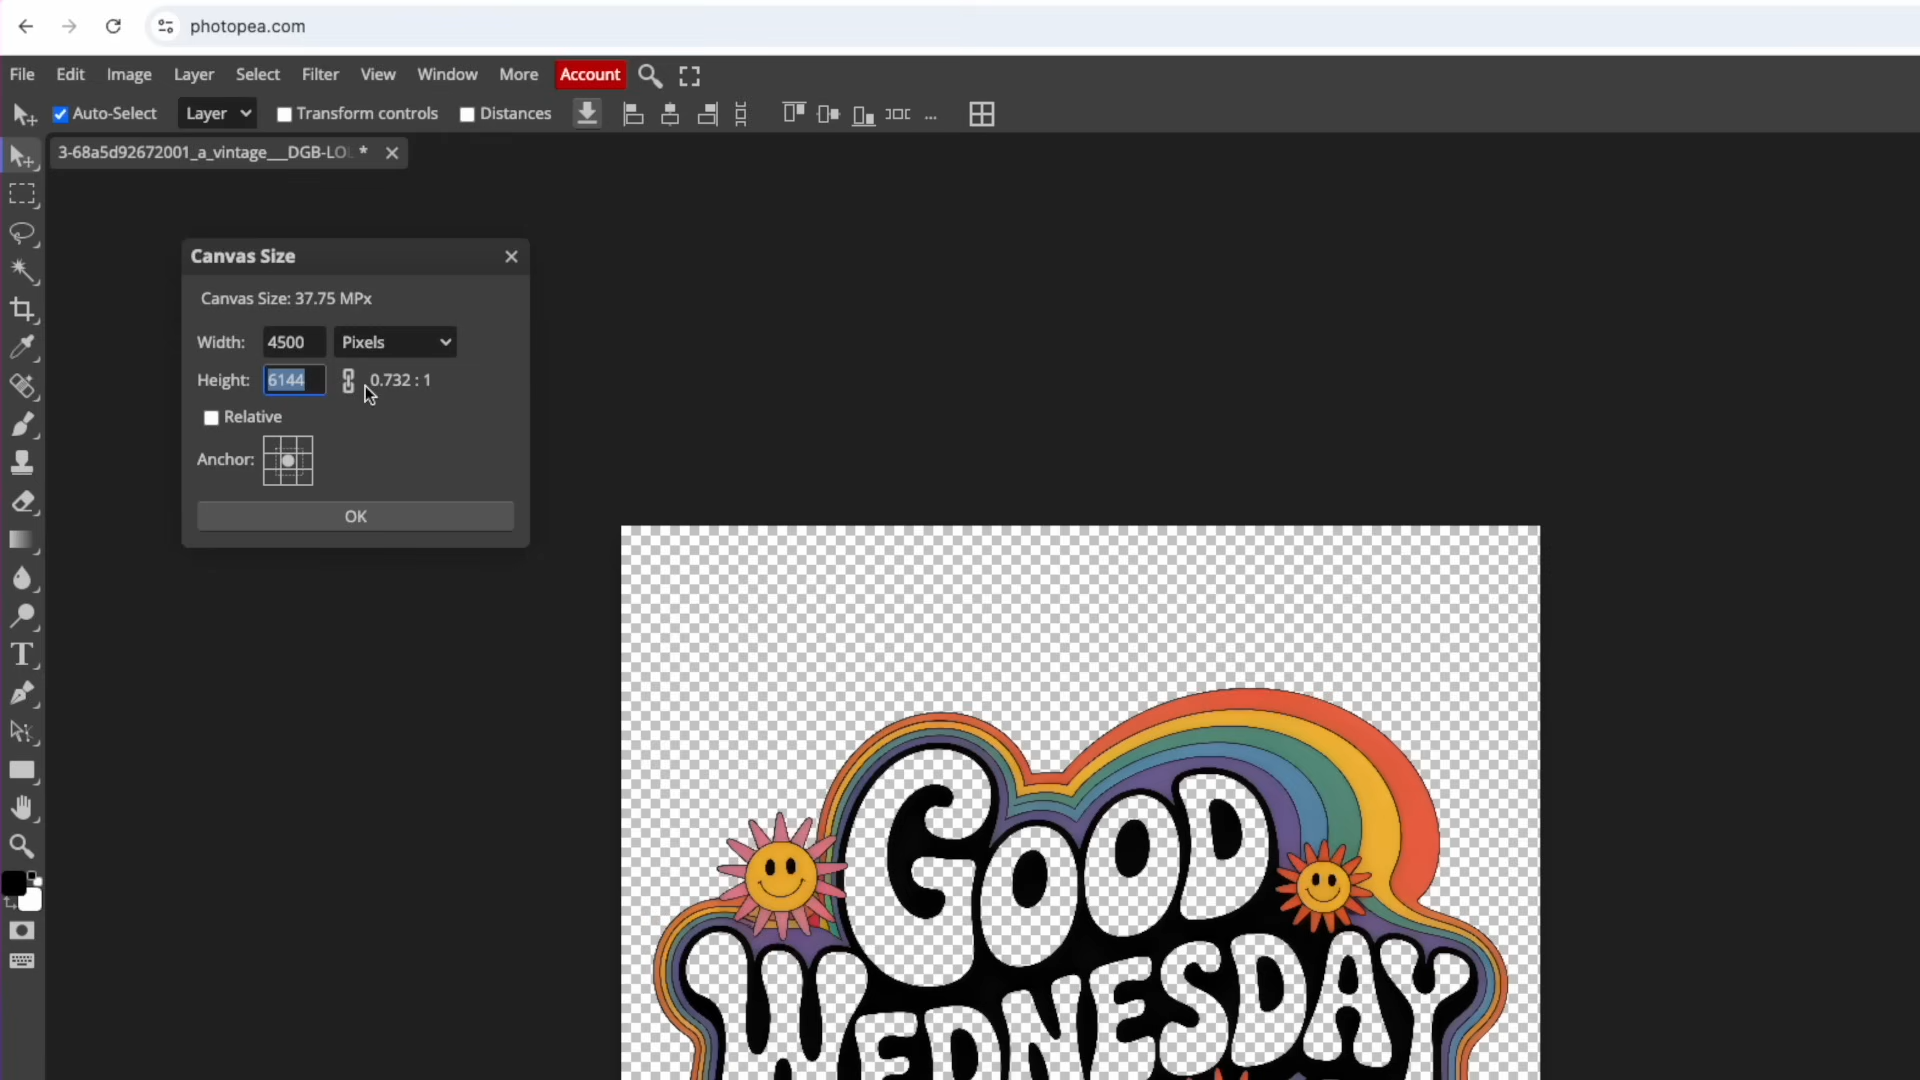 photopea.com
File Edit Image Layer Select Filter View Window More Account
Auto-Select Layer Transform controls Distances ...
3-68a5d92672001_a_vintage__DGB-LOL * 
Canvas Size
Canvas Size: 37.75 MPx
Width: 4500 Pixels
Height: 6144 0.732 : 1
Relative
Anchor:
OK
T
GOOD
WEDNESDAY